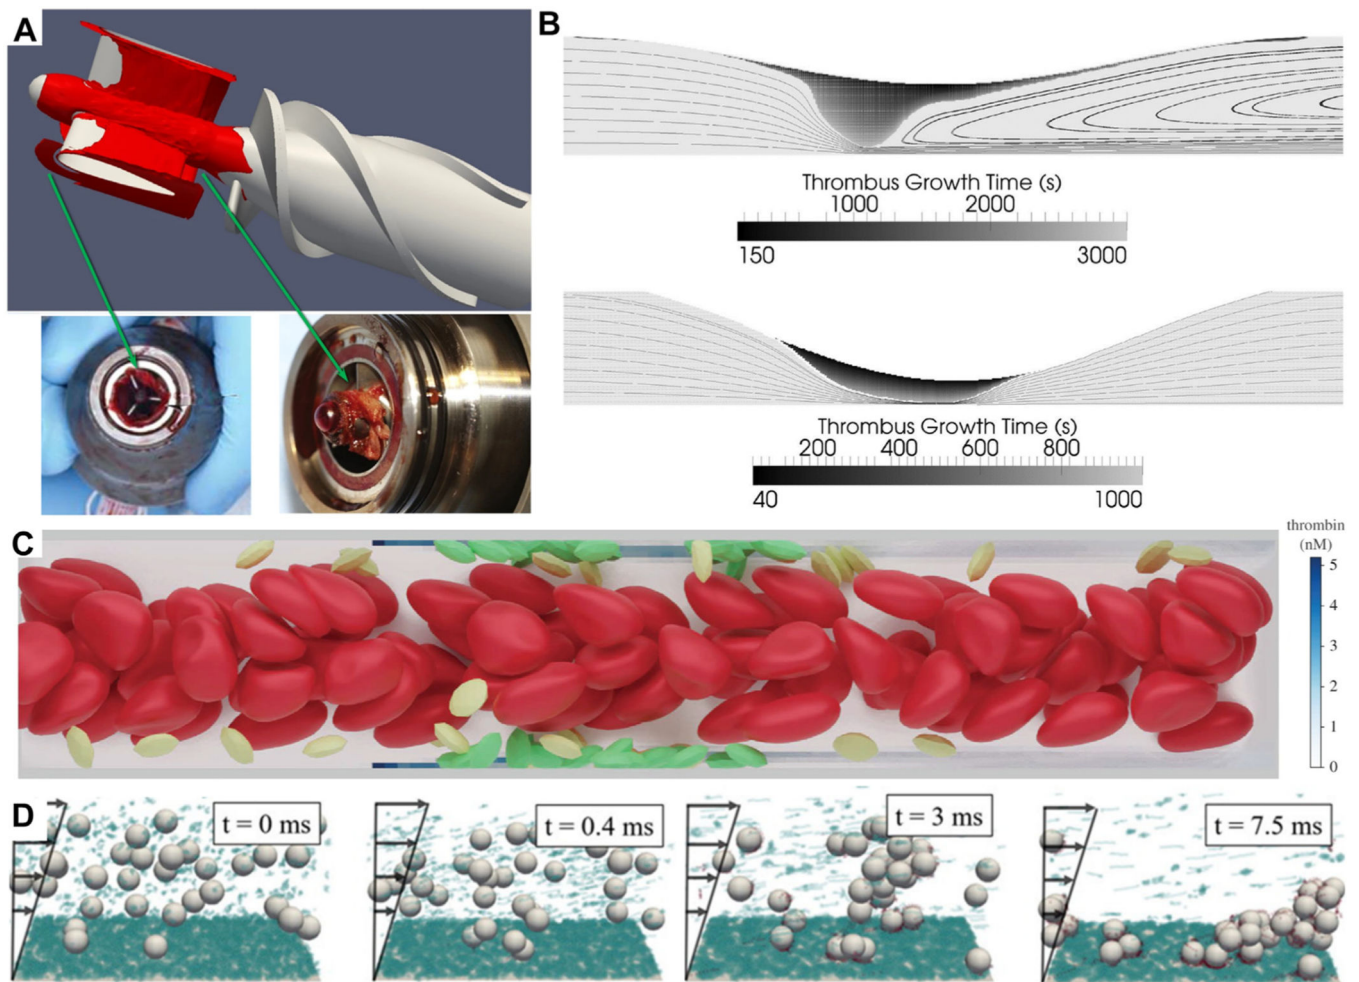 A
B
Thrombus Growth Time (s)
1000 2000
150 3000
Thrombus Growth Time (s)
200 400 600 800
40 1000
C
thrombin
(nM)
5
4
3
2
1
0
D
t = 0 ms
t = 0.4 ms
t = 3 ms
t = 7.5 ms